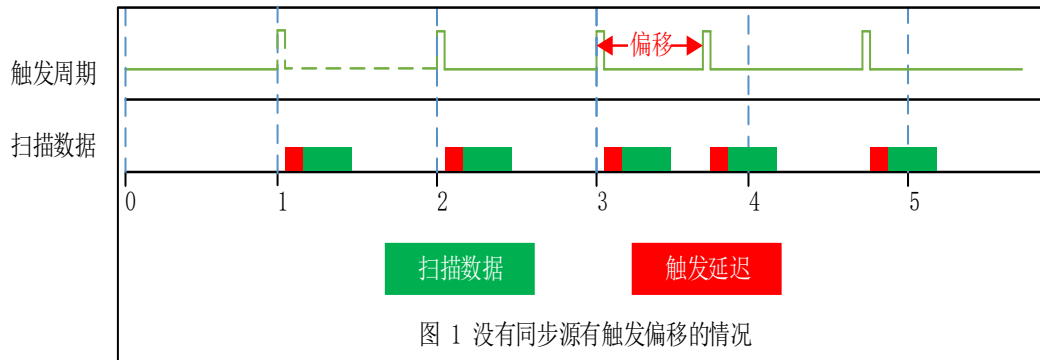 偏移
触发周期
扫描数据
0 1 2 3 4 5
扫描数据 触发延迟
图 1 没有同步源有触发偏移的情况